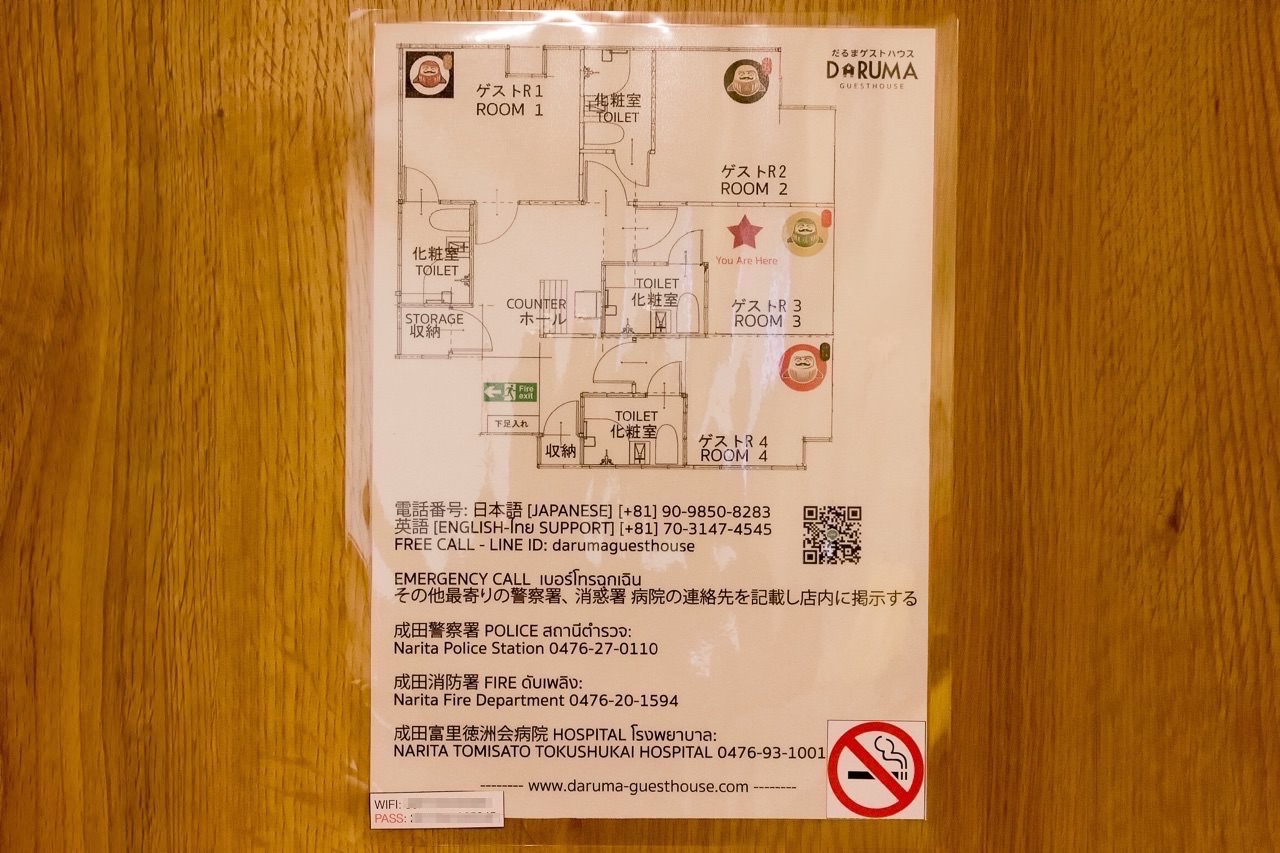 だるまゲストハウス
DARUMA
GUESTHOUSE
ゲストR1
ROOM 1
化粧室
TOILET
ゲストR2
ROOM 2
You Are Here
ゲストR 3
ROOM 3
化粧室
TOILET
STORAGE
収納
COUNTER
ホール
TOILET
化粧室
Fire
exit
下足入れ
収納
TOILET
化粧室
ゲストR 4
ROOM 4
電話番号: 日本語 [JAPANESE] [+81] 90-9850-8283
英語 [ENGLISH-ไทย SUPPORT] [+81] 70-3147-4545
FREE CALL - LINE ID: darumaguesthouse
EMERGENCY CALL เบอร์โทรฉุกเฉิน
その他最寄りの警察署、消惑署 病院の連絡先を記載し店内に掲示する
成田警察署 POLICE สถานีตำรวจ:
Narita Police Station 0476-27-0110
成田消防署 FIRE ดับเพลิง:
Narita Fire Department 0476-20-1594
成田富里徳洲会病院 HOSPITAL โรงพยาบาล:
NARITA TOMISATO TOKUSHUKAI HOSPITAL 0476-93-1001
-------- www.daruma-guesthouse.com --------
WIFI:
PASS: